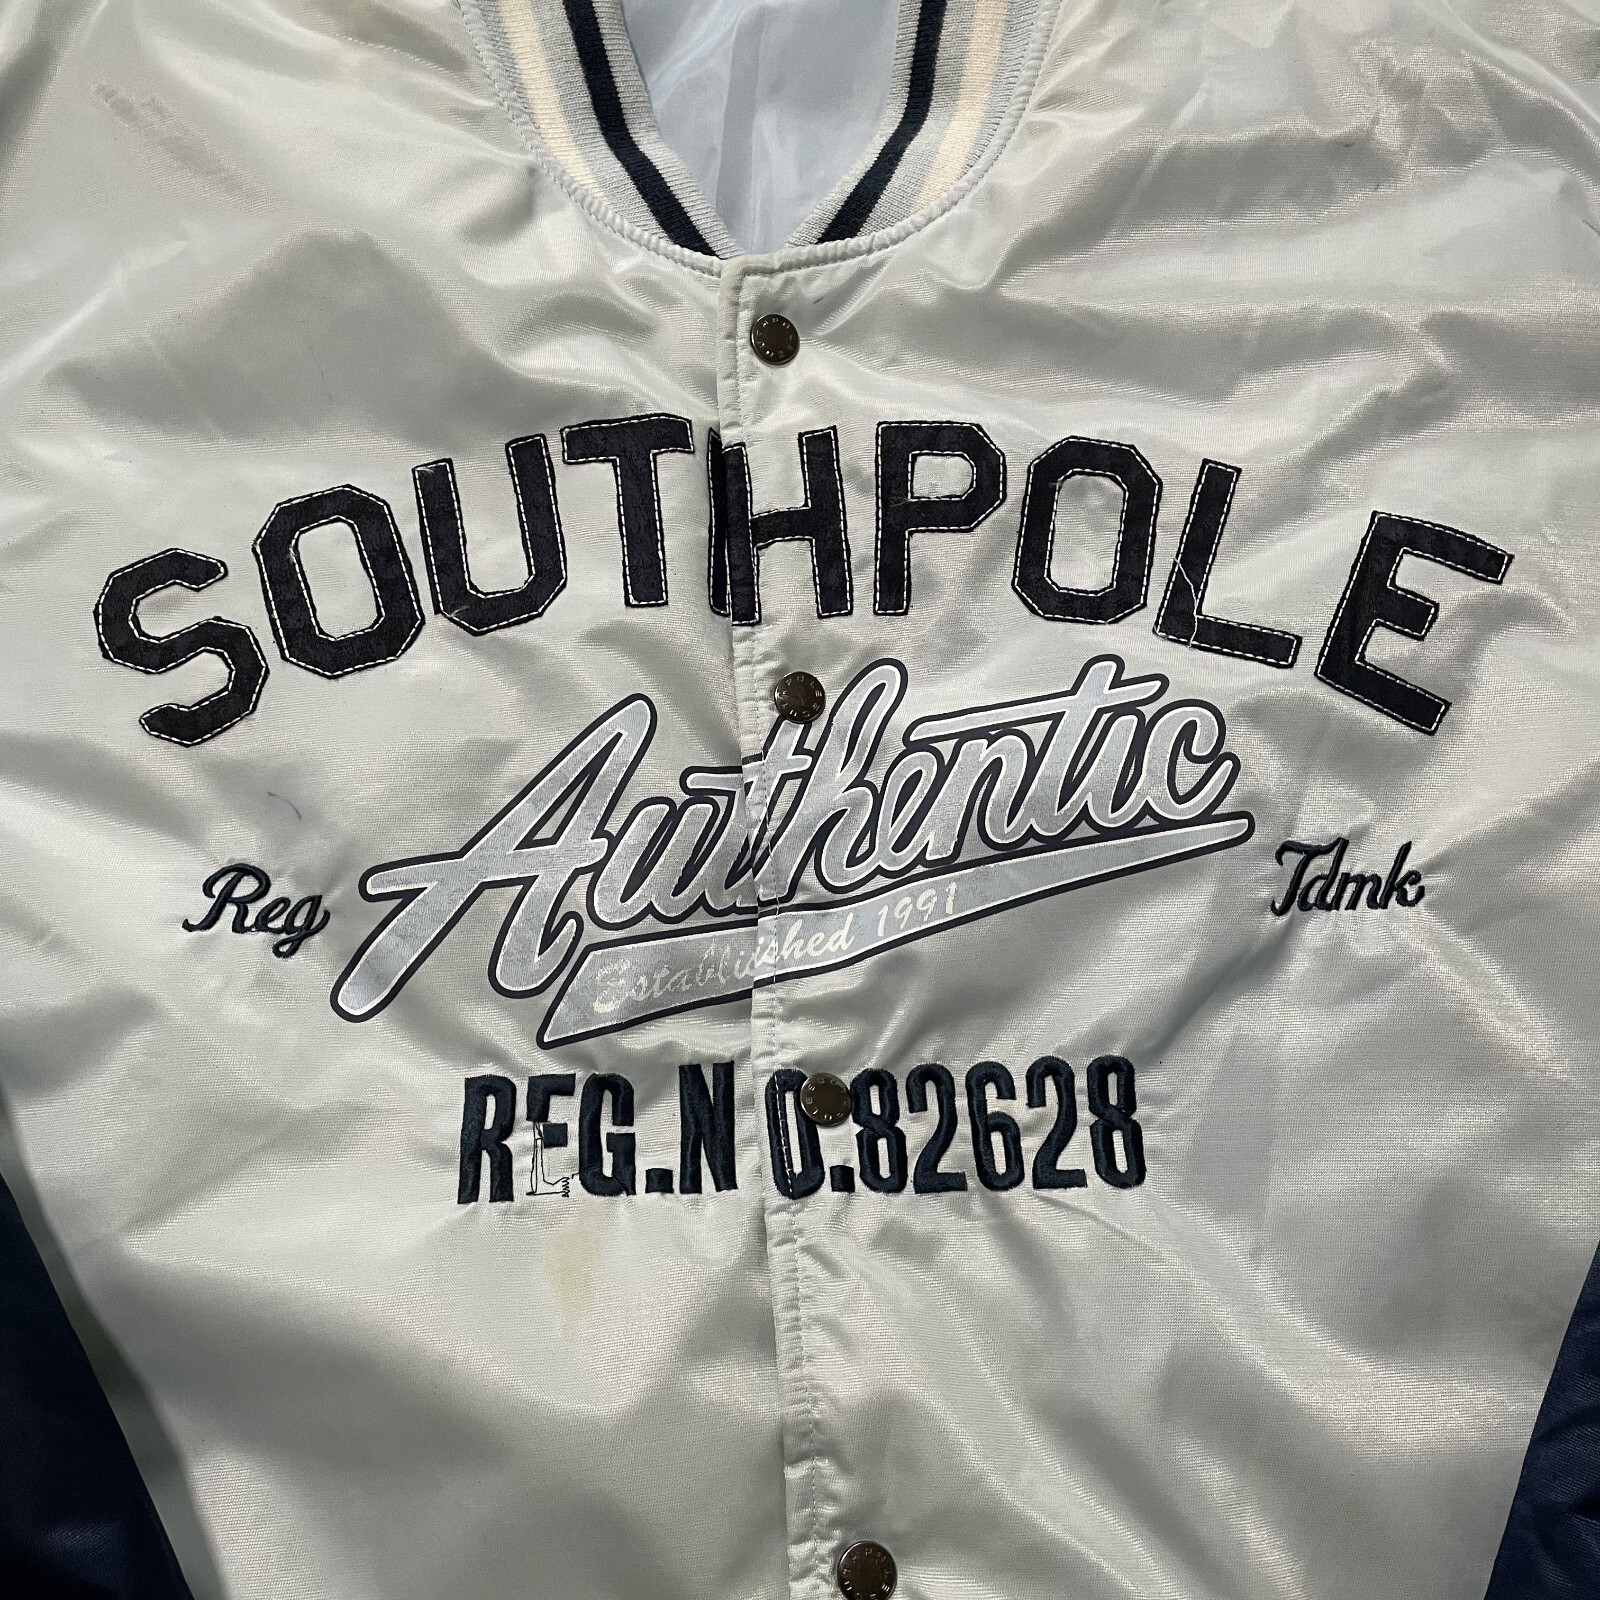 SOUTHPOLE
Authentic
Reg
Tdmk
Established 1991
REG.NO.82628